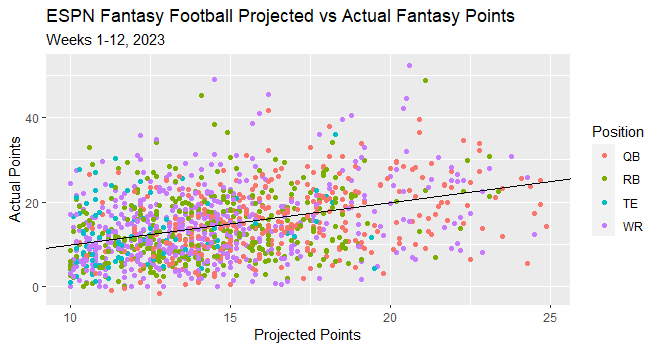 ESPN Fantasy Football Projected vs Actual Fantasy Points
Weeks 1-12, 2023
Actual Points
40
20
0
10
15
20
25
Projected Points
Position
QB
RB
TE
WR